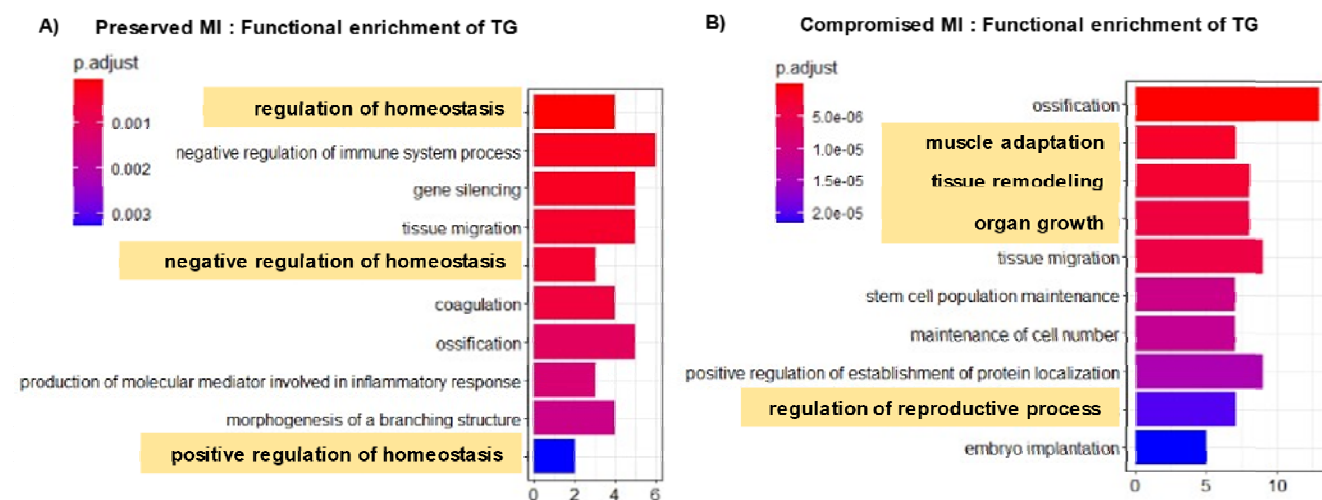 A) Preserved MI : Functional enrichment of TG
p.adjust
0.001
0.002
0.003
regulation of homeostasis
negative regulation of immune system process
gene silencing
tissue migration
negative regulation of homeostasis
coagulation
ossification
production of molecular mediator involved in inflammatory response
morphogenesis of a branching structure
positive regulation of homeostasis
0 2 4 6
B) Compromised MI : Functional enrichment of TG
p.adjust
5.0e-06
1.0e-05
1.5e-05
2.0e-05
ossification
muscle adaptation
tissue remodeling
organ growth
tissue migration
stem cell population maintenance
maintenance of cell number
positive regulation of establishment of protein localization
regulation of reproductive process
embryo implantation
0 5 10